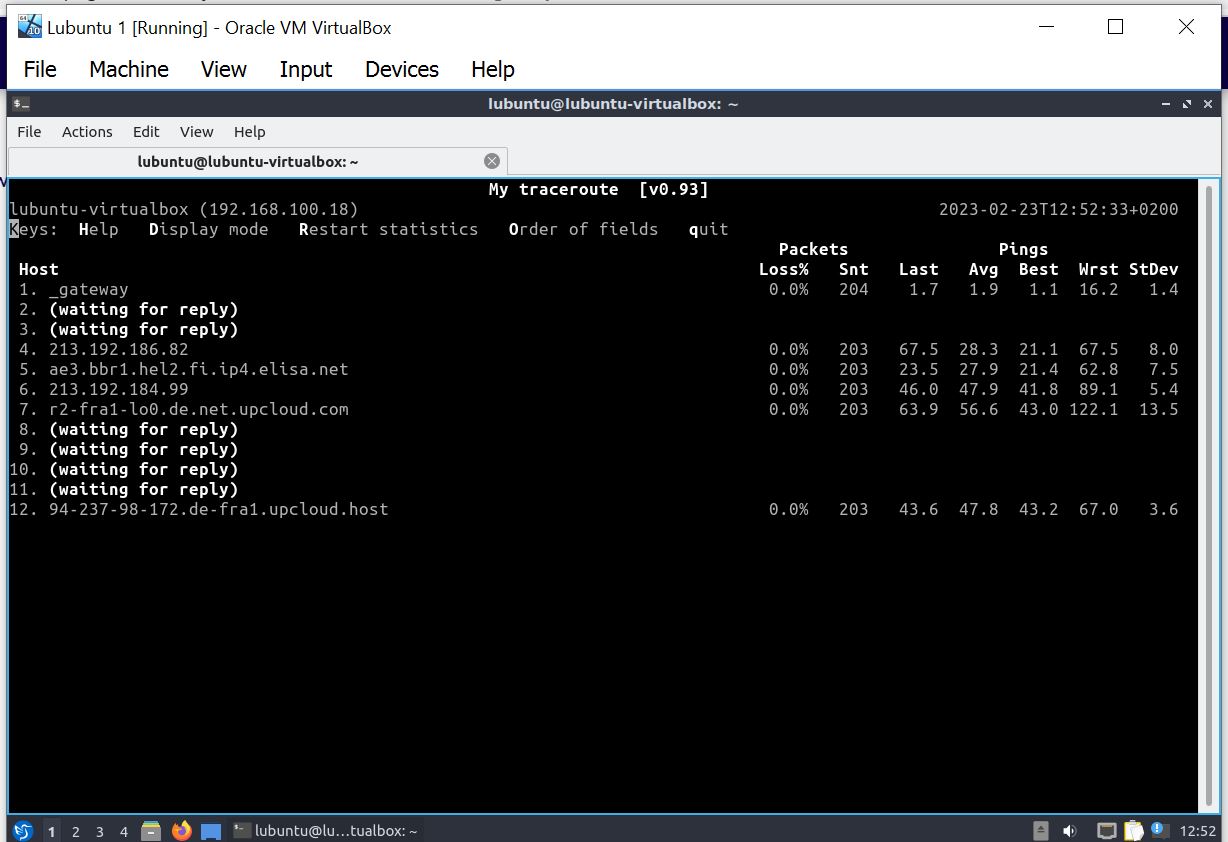 Lubuntu 1 [Running] - Oracle VM VirtualBox
File Machine View Input Devices Help
lubuntu@lubuntu-virtualbox: ~
File Actions Edit View Help
lubuntu@lubuntu-virtualbox: ~
My traceroute [v0.93]
lubuntu-virtualbox (192.168.100.18) 2023-02-23T12:52:33+0200
Keys: Help Display mode Restart statistics Order of fields quit
Packets Pings
Host Loss% Snt Last Avg Best Wrst StDev
1. _gateway 0.0% 204 1.7 1.9 1.1 16.2 1.4
2. (waiting for reply)
3. (waiting for reply)
4. 213.192.186.82 0.0% 203 67.5 28.3 21.1 67.5 8.0
5. ae3.bbr1.hel2.fi.ip4.elisa.net 0.0% 203 23.5 27.9 21.4 62.8 7.5
6. 213.192.184.99 0.0% 203 46.0 47.9 41.8 89.1 5.4
7. r2-fra1-lo0.de.net.upcloud.com 0.0% 203 63.9 56.6 43.0 122.1 13.5
8. (waiting for reply)
9. (waiting for reply)
10. (waiting for reply)
11. (waiting for reply)
12. 94-237-98-172.de-fra1.upcloud.host 0.0% 203 43.6 47.8 43.2 67.0 3.6
1 2 3 4 lubuntu@lu…tualbox: ~ 12:52